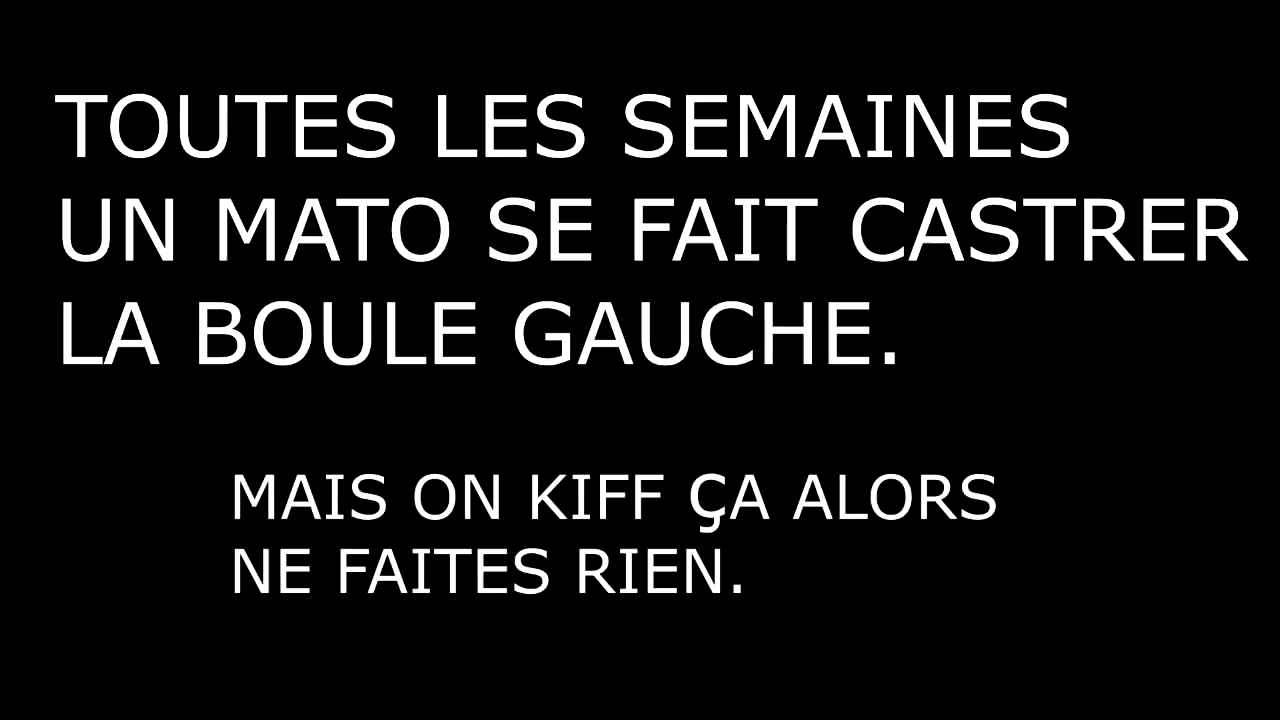 TOUTES LES SEMAINES
UN MATO SE FAIT CASTRER
LA BOULE GAUCHE.
MAIS ON KIFF ÇA ALORS
NE FAITES RIEN.